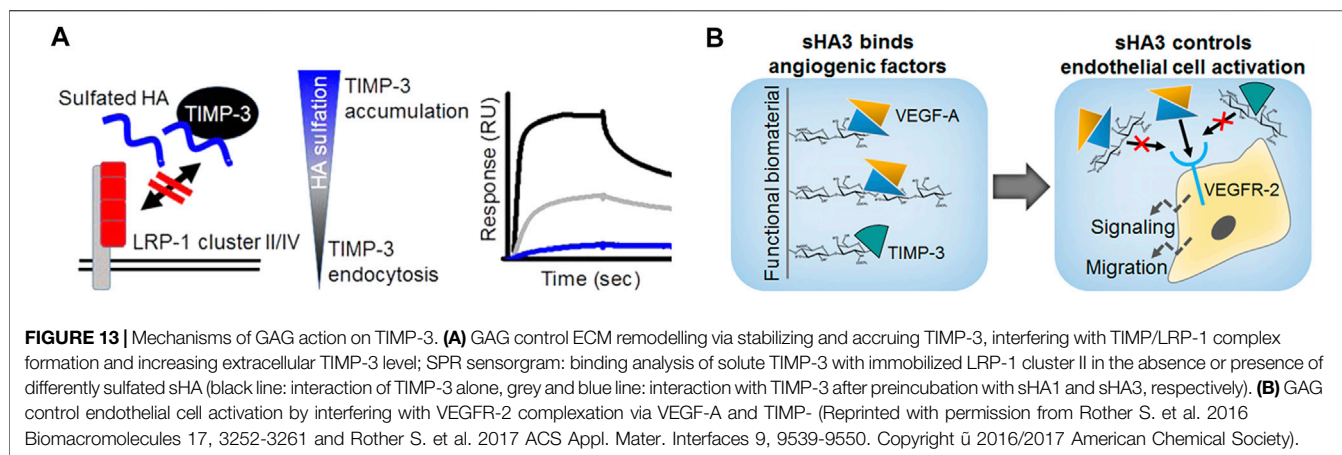 A
Sulfated HA
TIMP-3
LRP-1 cluster II/IV
HA sulfation
TIMP-3
accumulation
TIMP-3
endocytosis
Response (RU)
Time (sec)
B
sHA3 binds
angiogenic factors
Functional biomaterial
VEGF-A
TIMP-3
sHA3 controls
endothelial cell activation
VEGFR-2
Signaling
Migration
FIGURE 13 | Mechanisms of GAG action on TIMP-3. (A) GAG control ECM remodelling via stabilizing and accruing TIMP-3, interfering with TIMP/LRP-1 complex
formation and increasing extracellular TIMP-3 level; SPR sensorgram: binding analysis of solute TIMP-3 with immobilized LRP-1 cluster II in the absence or presence of
differently sulfated sHA (black line: interaction of TIMP-3 alone, grey and blue line: interaction with TIMP-3 after preincubation with sHA1 and sHA3, respectively). (B) GAG
control endothelial cell activation by interfering with VEGFR-2 complexation via VEGF-A and TIMP- (Reprinted with permission from Rother S. et al. 2016
Biomacromolecules 17, 3252-3261 and Rother S. et al. 2017 ACS Appl. Mater. Interfaces 9, 9539-9550. Copyright ũ 2016/2017 American Chemical Society).